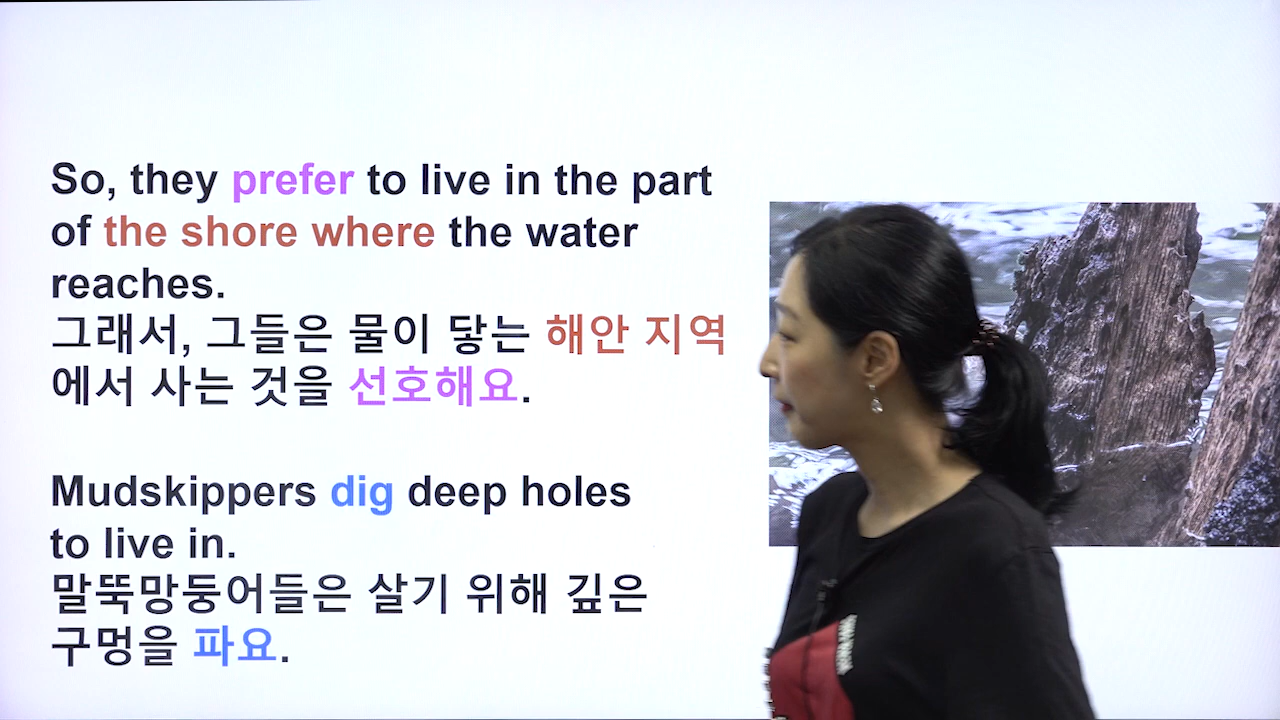 So, they prefer to live in the part
of the shore where the water
reaches.
그래서, 그들은 물이 닿는 해안 지역
에서 사는 것을 선호해요.
Mudskippers dig deep holes
to live in.
말뚝망둥어들은 살기 위해 깊은
구멍을 파요.